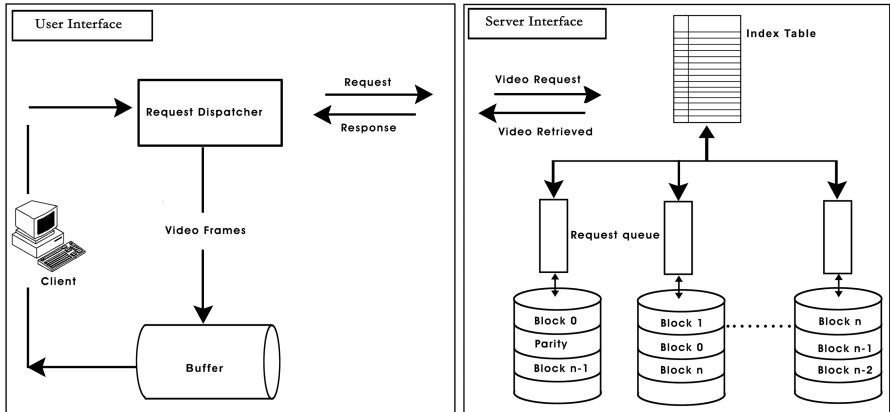 User Interface
Request Dispatcher
Request
Response
Video Frames
Client
Buffer
Server Interface
Index Table
Video Request
Video Retrieved
Request queue
Block 0
Parity
Block n-1
Block 1
Block 0
Block n
Block n
Block n-1
Block n-2